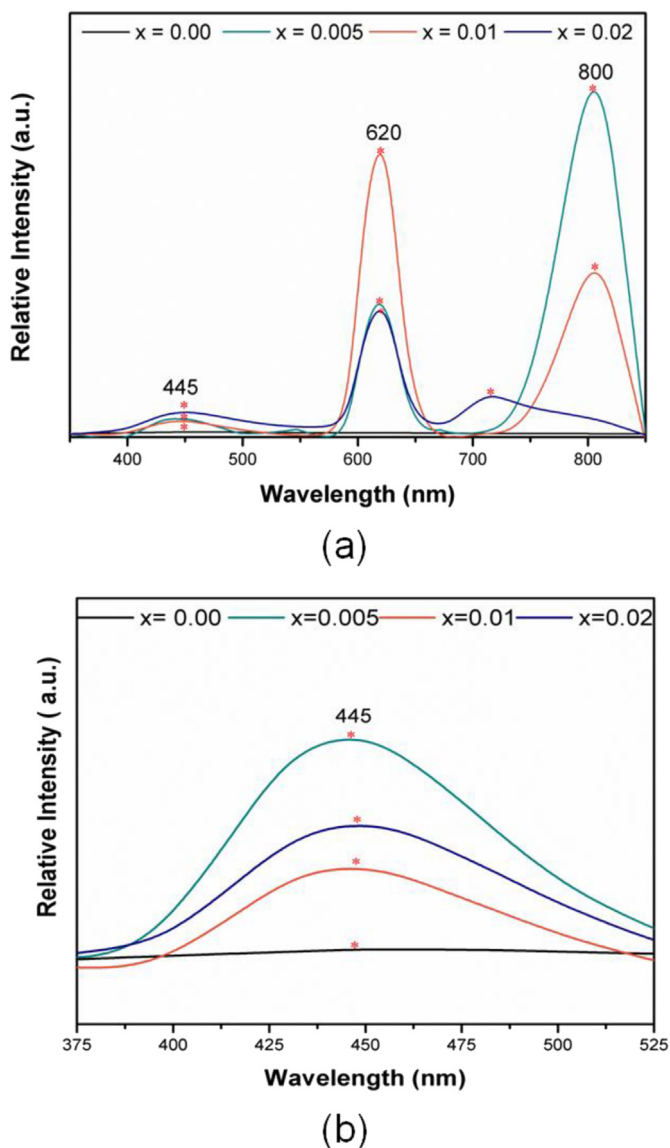 x = 0.00 x = 0.005 x = 0.01 x = 0.02
800
620
445
* * * * * * * *
Relative Intensity (a.u.)
400 500 600 700 800
Wavelength (nm)
(a)
x= 0.00 x=0.005 x=0.01 x=0.02
445
* * * *
Relative Intensity ( a.u.)
375 400 425 450 475 500 525
Wavelength (nm)
(b)